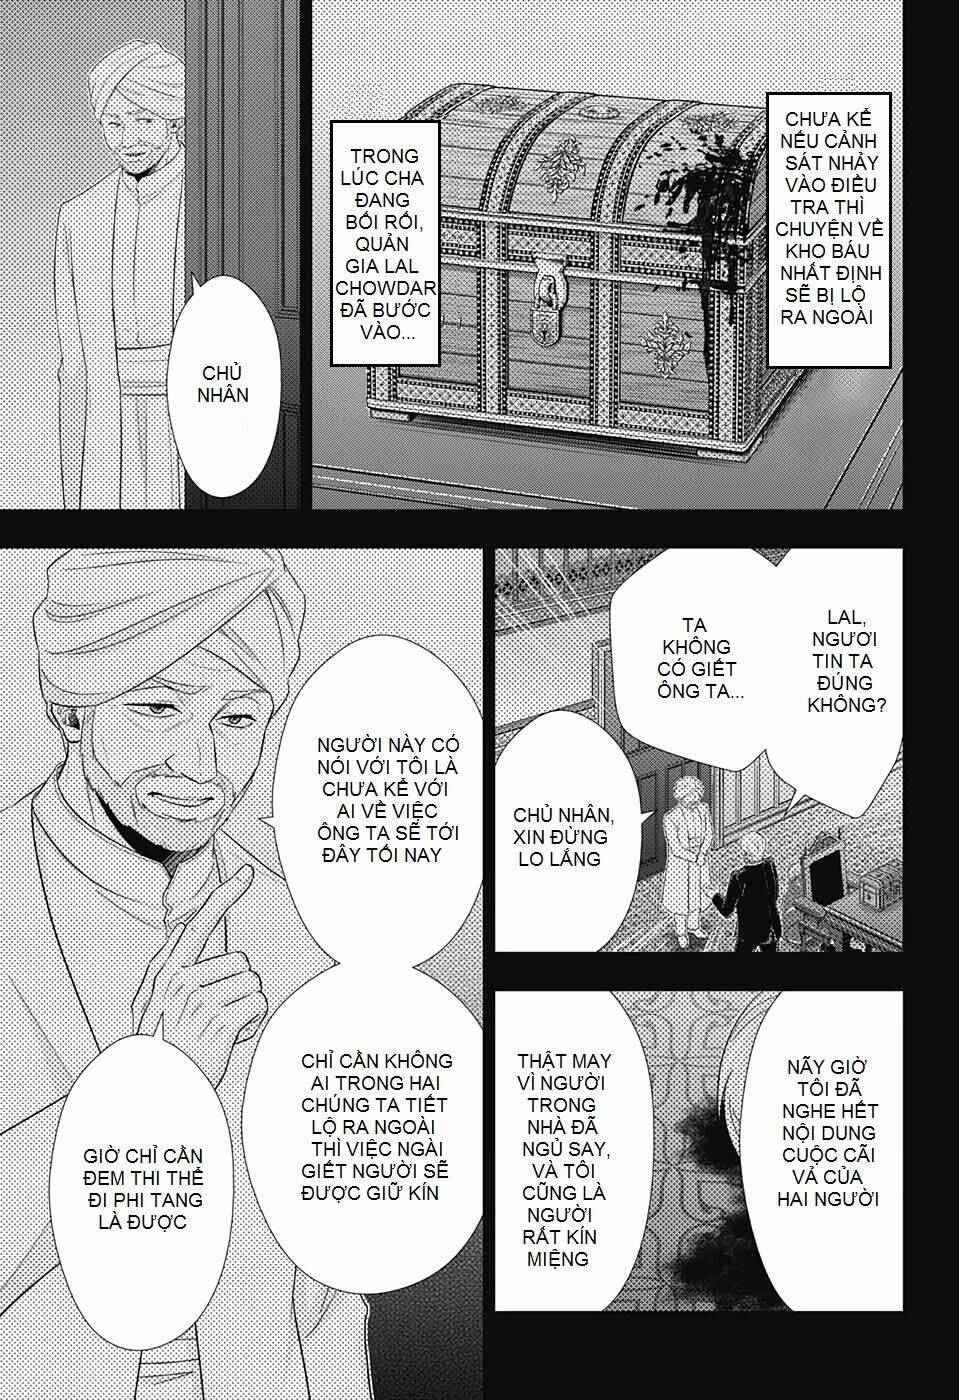 CHƯA KỂ
NẾU CẢNH
SÁT NHẢY
VÀO ĐIỀU
TRA THÌ
CHUYỆN VỀ
KHO BÁU
NHẤT ĐỊNH
SẼ BỊ LỘ
RA NGOÀI
TRONG
LÚC CHA
ĐANG
BỐI RỐI,
QUẢN
GIA LAL
CHOWDAR
ĐÃ BƯỚC
VÀO...
CHỦ
NHÂN
LAL,
NGƯƠI
TIN TA
ĐÚNG
KHÔNG?
TA
KHÔNG
CÓ GIẾT
ÔNG TA...
CHỦ NHÂN,
XIN ĐỪNG
LO LẮNG
NÃY GIỜ
TÔI ĐÃ
NGHE HẾT
NỘI DUNG
CUỘC CÃI
VẢ CỦA
HAI NGƯỜI
THẬT MAY
VÌ NGƯỜI
TRONG
NHÀ ĐÃ
NGỦ SAY,
VÀ TÔI
CŨNG LÀ
NGƯỜI
RẤT KÍN
MIỆNG
NGƯỜI NÀY CÓ
NÓI VỚI TÔI LÀ
CHƯA KỂ VỚI
AI VỀ VIỆC
ÔNG TA SẼ TỚI
ĐÂY TỐI NAY
CHỈ CẦN KHÔNG
AI TRONG HAI
CHÚNG TA TIẾT
LỘ RA NGOÀI
THÌ VIỆC NGÀI
GIẾT NGƯỜI SẼ
ĐƯỢC GIỮ KÍN
GIỜ CHỈ CẦN
ĐEM THI THỂ
ĐI PHI TANG
LÀ ĐƯỢC